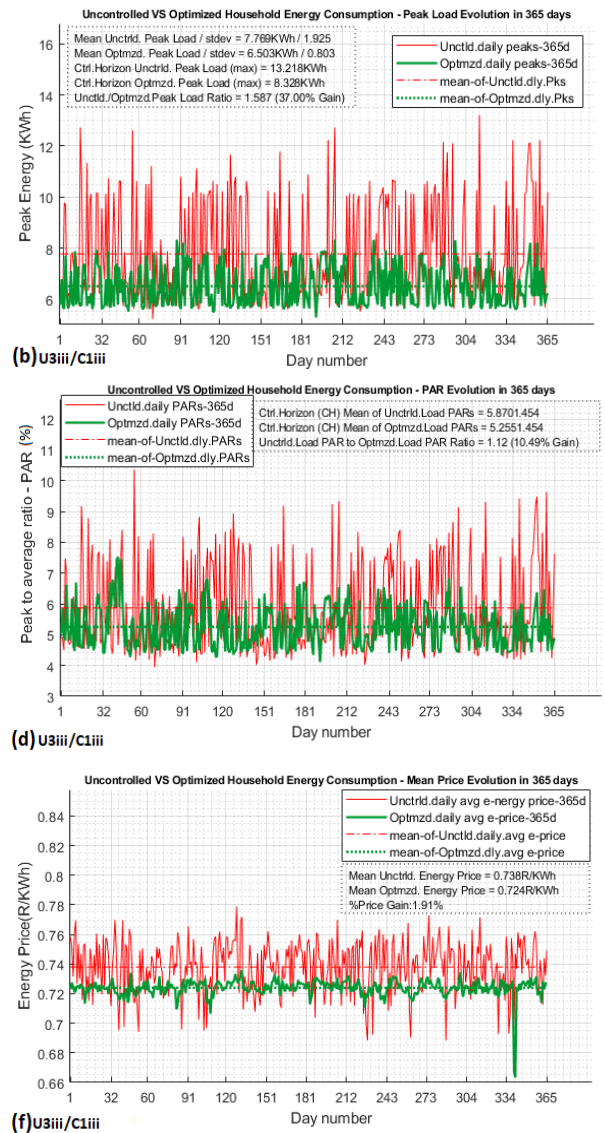 Uncontrolled VS Optimized Household Energy Consumption - Peak Load Evolution in 365 days
Mean Unctrld. Peak Load / stdev = 7.769KWh / 1.925
Mean Optmzd. Peak Load / stdev = 6.503KWh / 0.803
Ctrl.Horizon Unctrld. Peak Load (max) = 13.218KWh
Ctrl.Horizon Optmzd. Peak Load (max) = 8.328KWh
Unctld./Optmzd.Peak Load Ratio = 1.587 (37.00% Gain)
Unctld.daily peaks-365d
Optmzd.daily peaks-365d
mean-of-Unctld.dly.Pks
mean-of-Optmzd.dly.Pks
Peak Energy (KWh)
16
14
12
10
8
6
1 32 60 91 121 152 182 213 243 274 304 335 365
Day number
(b) U3iii/C1iii
Uncontrolled VS Optimized Household Energy Consumption - PAR Evolution in 365 days
Unctld.daily PARs-365d
Optmzd.daily PARs-365d
mean-of-Unctld.dly.PARs
mean-of-Optmzd.dly.PARs
Ctrl.Horizon (CH) Mean of Unctrld.Load PARs = 5.8701.454
Ctrl.Horizon (CH) Mean of Optmzd.Load PARs = 5.2551.454
Unctrld.Load PAR to Optmzd.Load PAR Ratio = 1.12 (10.49% Gain)
Peak to average ratio - PAR (%)
12
11
10
9
8
7
6
5
4
3
1 32 60 91 121 151 182 212 243 273 304 334 365
Day number
(d) U3iii/C1iii
Uncontrolled VS Optimized Household Energy Consumption - Mean Price Evolution in 365 days
Unctrld.daily avg e-nergy price-365d
Optmzd.daily avg e-price-365d
mean-of-Unctld.daily.avg e-price
mean-of-Optmzd.dly.avg e-price
Mean Unctrld. Energy Price = 0.738R/KWh
Mean Optmzd. Energy Price = 0.724R/KWh
%Price Gain:1.91%
Energy Price(R/KWh)
0.84
0.82
0.8
0.78
0.76
0.74
0.72
0.7
0.68
0.66
1 32 60 91 121 151 182 212 243 273 304 334 365
Day number
(f) U3iii/C1iii